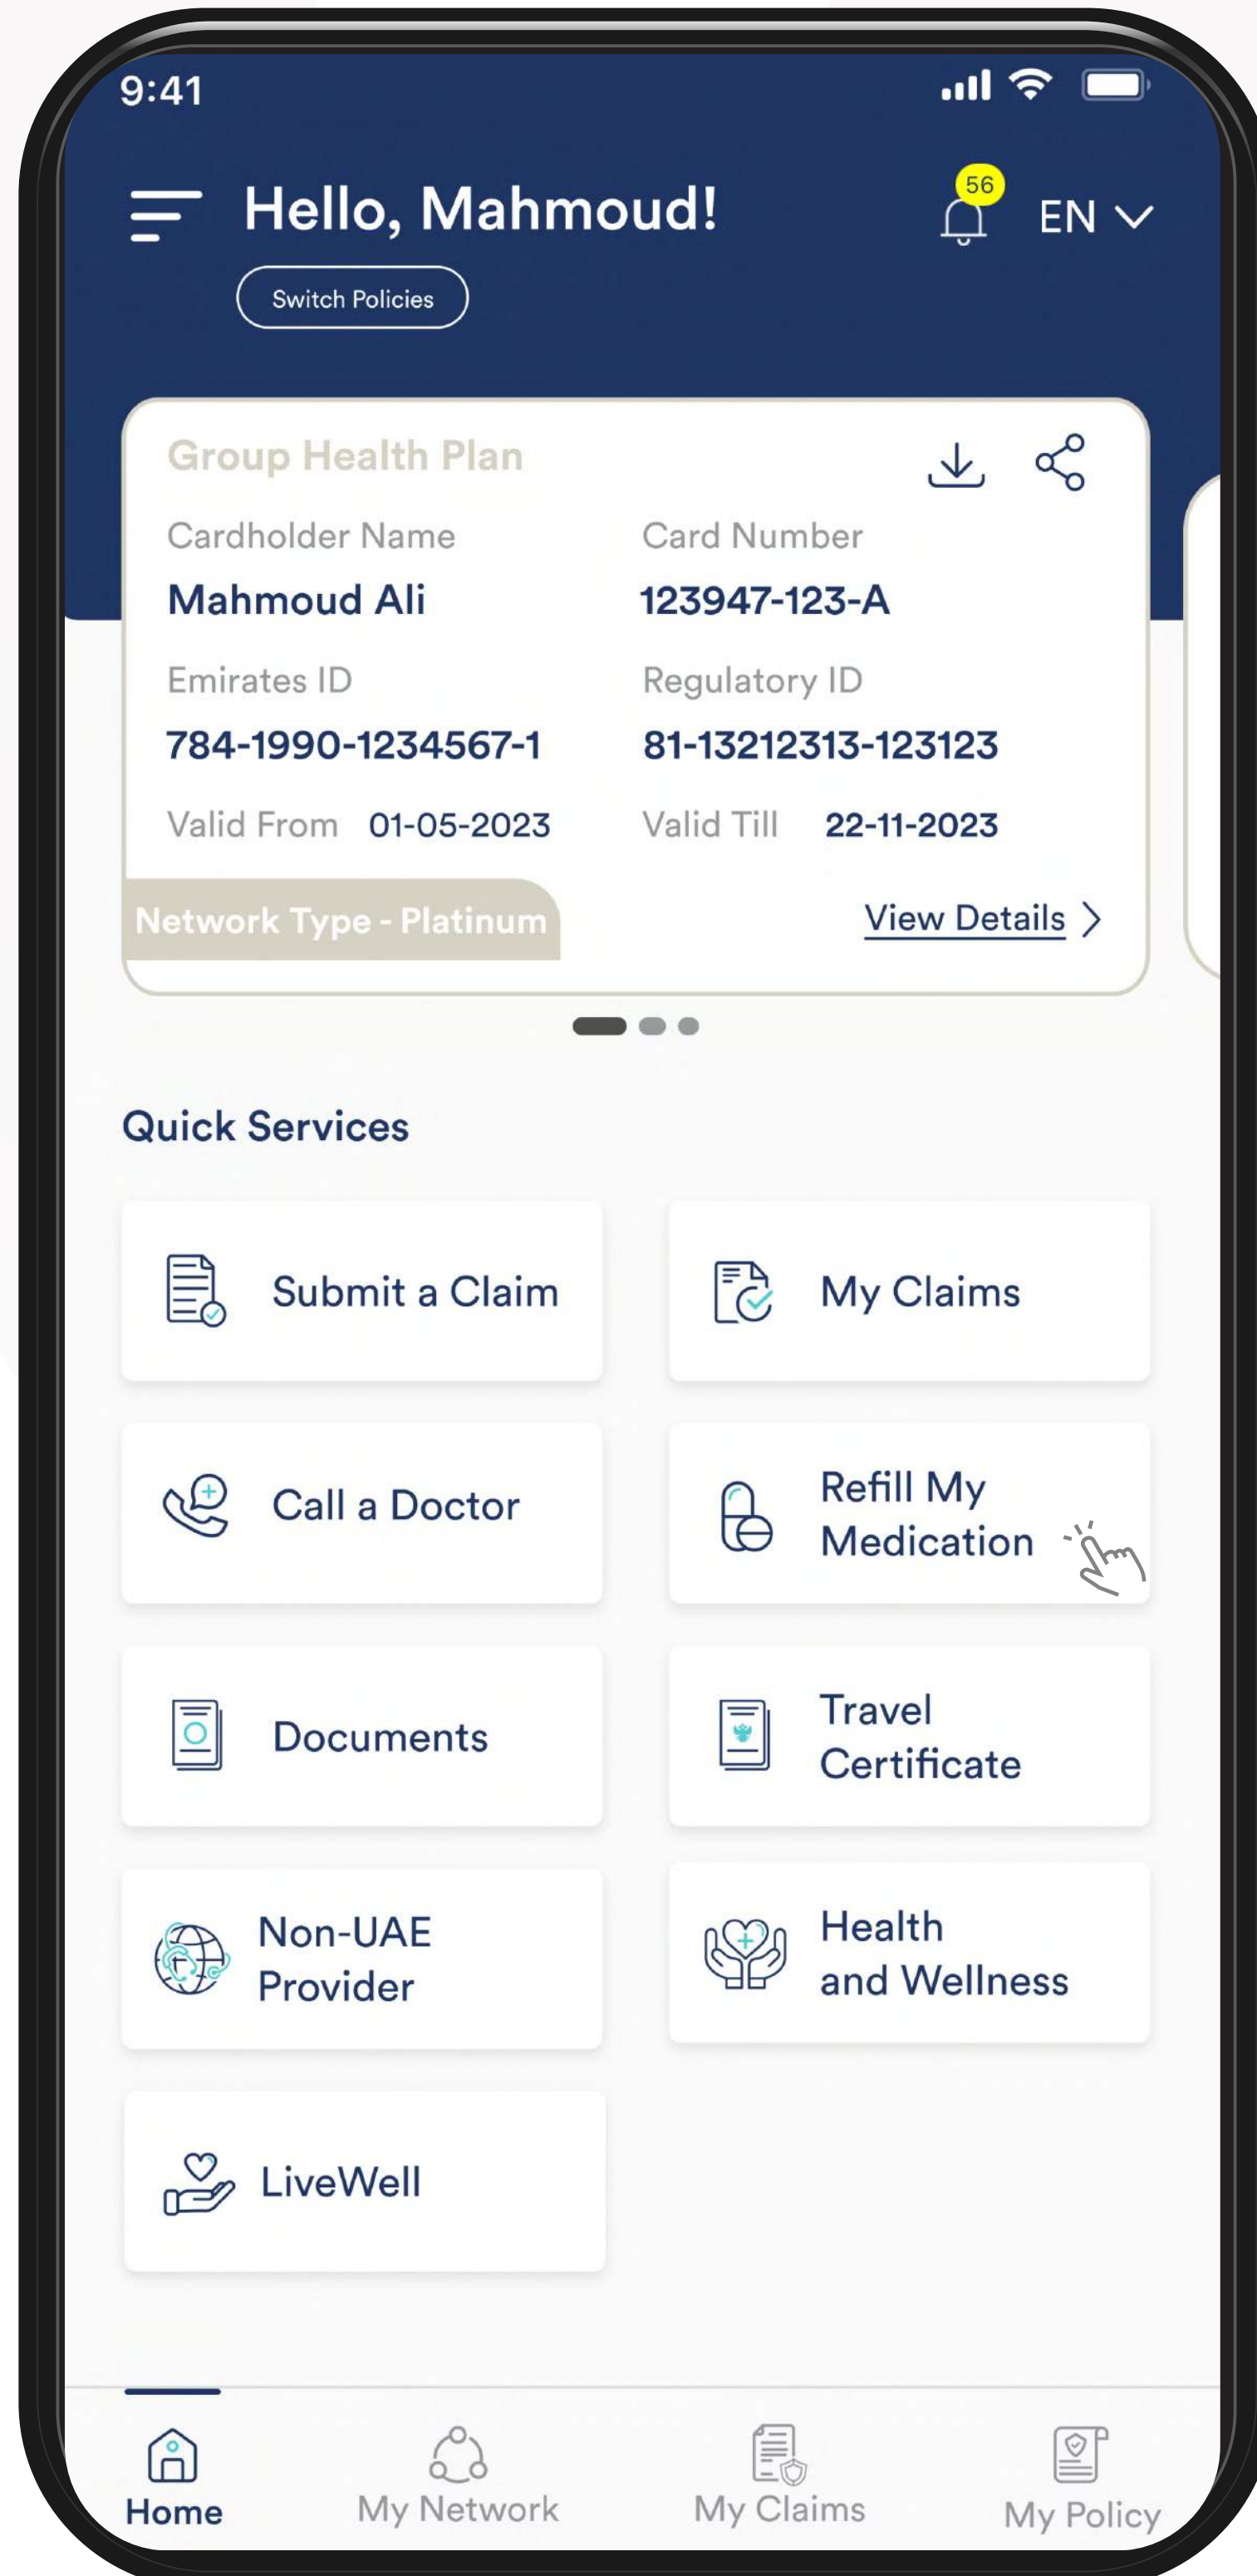 9:41
Hello, Mahmoud!
56
EN
Switch Policies
Group Health Plan
Cardholder Name
Card Number
Mahmoud Ali
123947-123-A
Emirates ID
Regulatory ID
784-1990-1234567-1
81-13212313-123123
Valid From 01-05-2023
Valid Till 22-11-2023
Network Type - Platinum
View Details
Quick Services
Submit a Claim
My Claims
Call a Doctor
Refill My
Medication
Documents
Travel
Certificate
Non-UAE
Provider
Health
and Wellness
LiveWell
Home
My Network
My Claims
My Policy